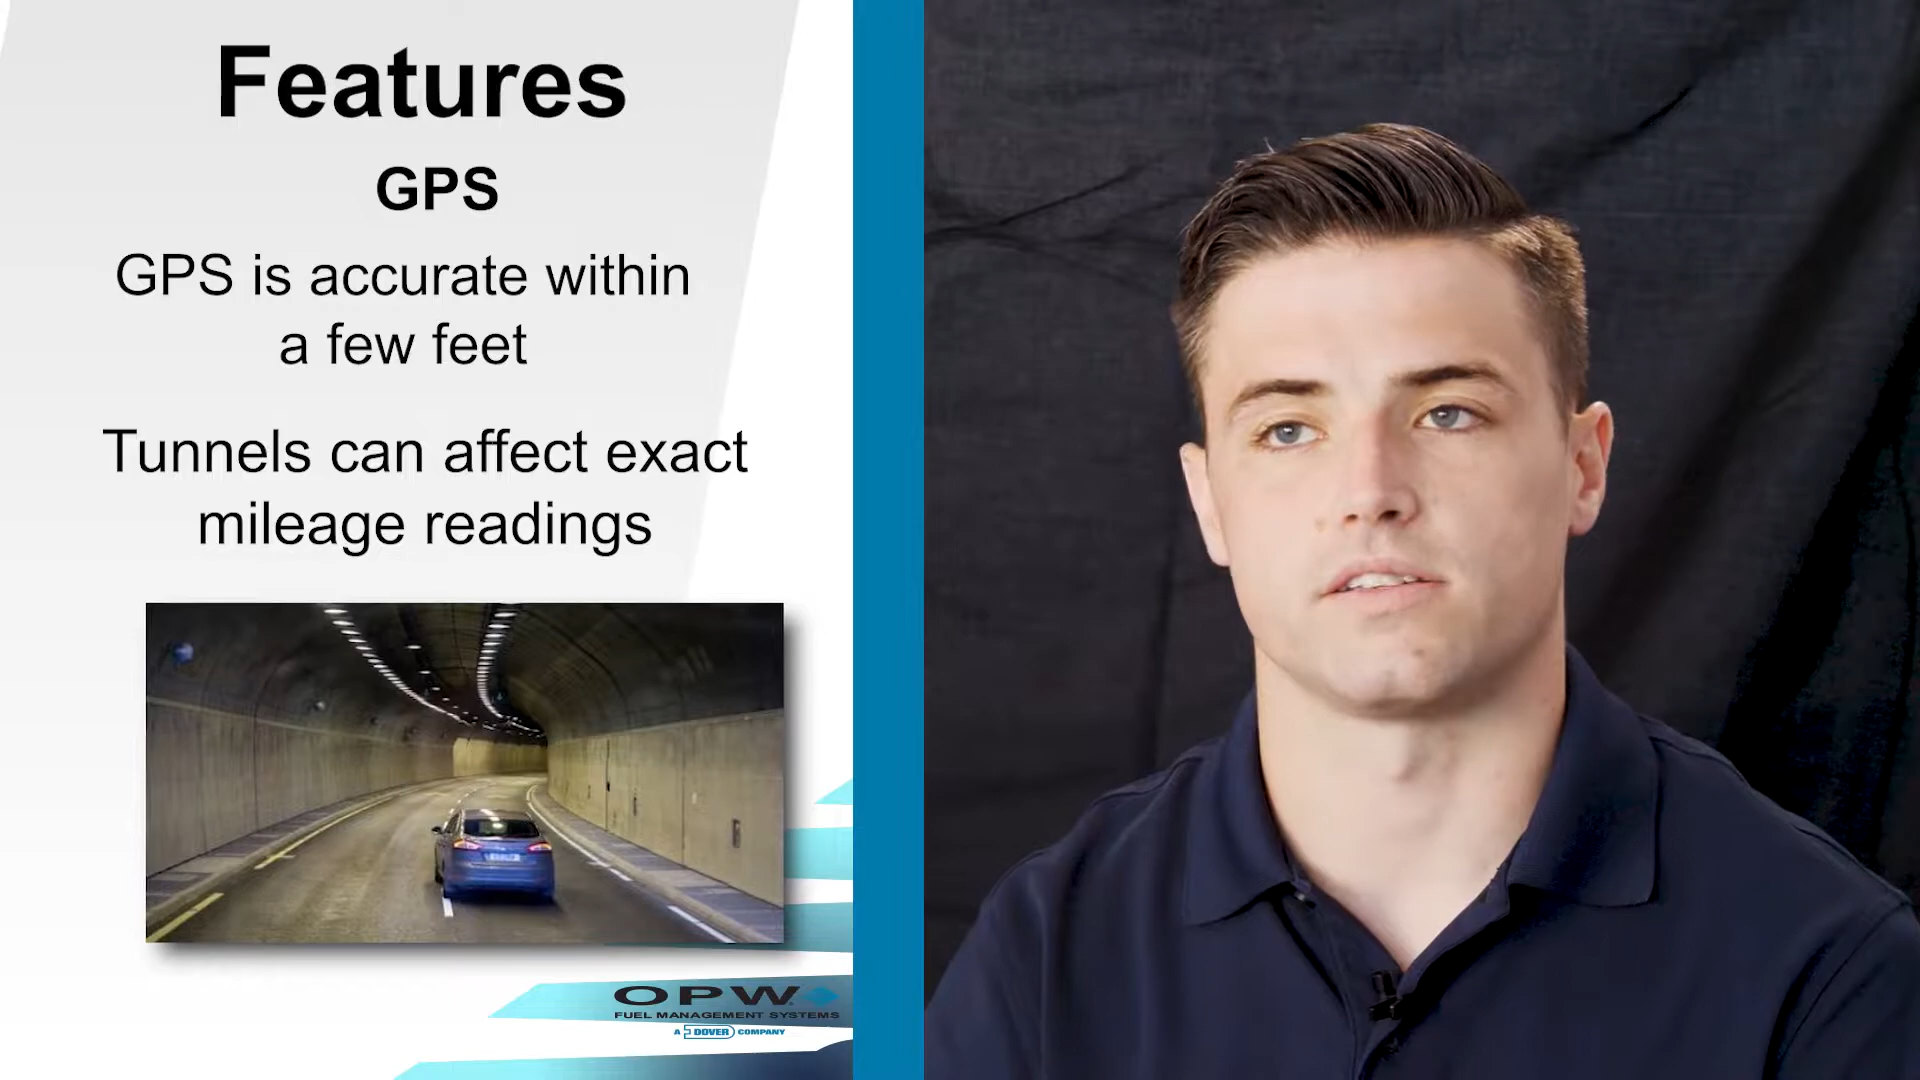 Features
GPS
GPS is accurate within
a few feet
Tunnels can affect exact
mileage readings
OPW
FUEL MANAGEMENT SYSTEMS
A DOVER COMPANY